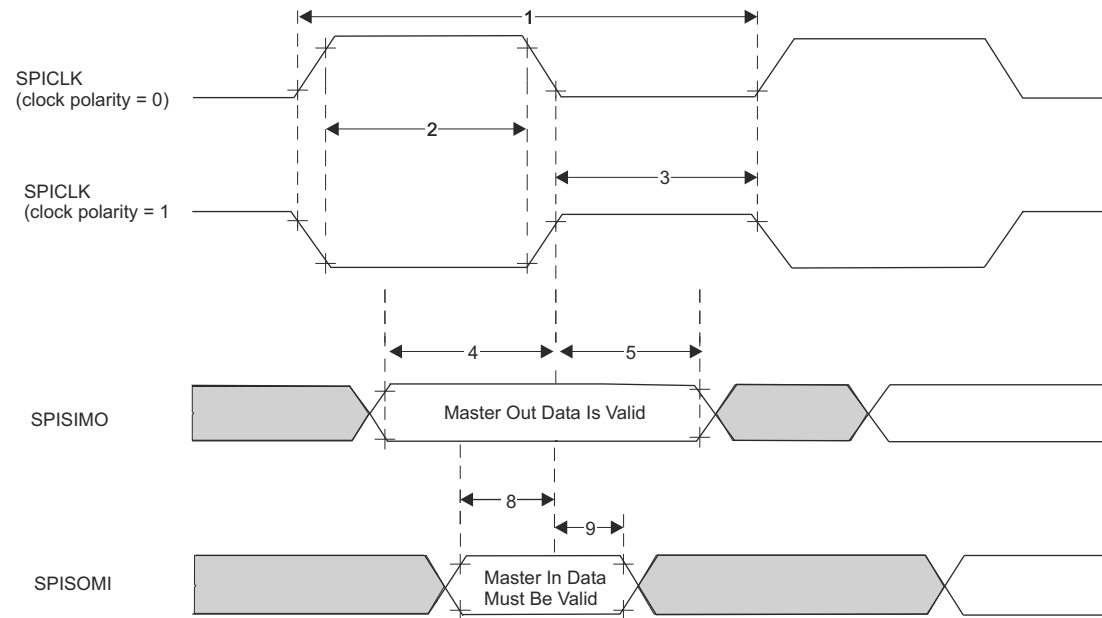 1
SPICLK
(clock polarity = 0)
2
3
SPICLK
(clock polarity = 1
4
5
SPISIMO
Master Out Data Is Valid
8
9
SPISOMI
Master In Data
Must Be Valid